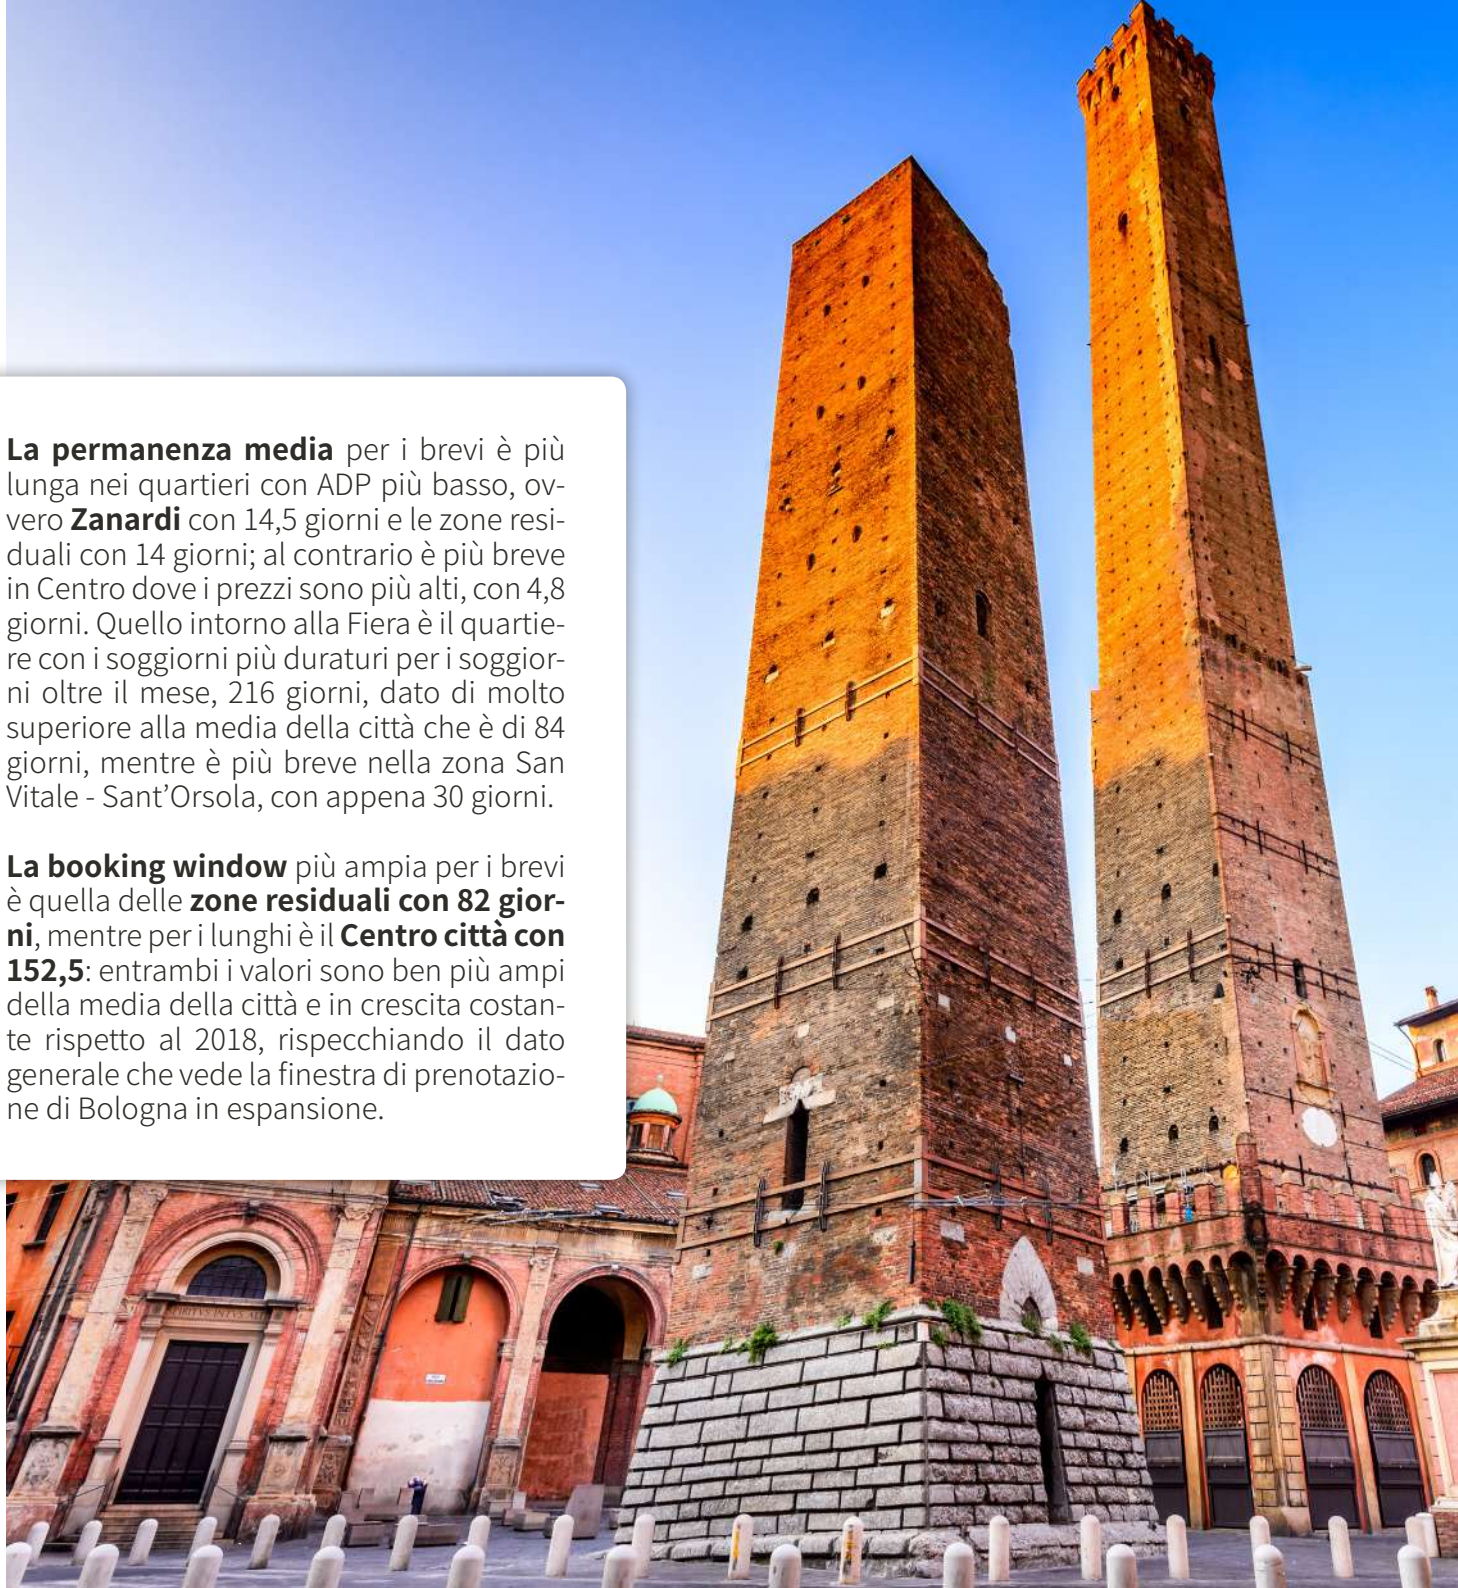 La permanenza media per i brevi è più
lunga nei quartieri con ADP più basso, ov-
vero Zanardi con 14,5 giorni e le zone resi-
duali con 14 giorni; al contrario è più breve
in Centro dove i prezzi sono più alti, con 4,8
giorni. Quello intorno alla Fiera è il quartie-
re con i soggiorni più duraturi per i soggior-
ni oltre il mese, 216 giorni, dato di molto
superiore alla media della città che è di 84
giorni, mentre è più breve nella zona San
Vitale - Sant’Orsola, con appena 30 giorni.
La booking window più ampia per i brevi
è quella delle zone residuali con 82 gior-
ni, mentre per i lunghi è il Centro città con
152,5: entrambi i valori sono ben più ampi
della media della città e in crescita costan-
te rispetto al 2018, rispecchiando il dato
generale che vede la finestra di prenotazio-
ne di Bologna in espansione.